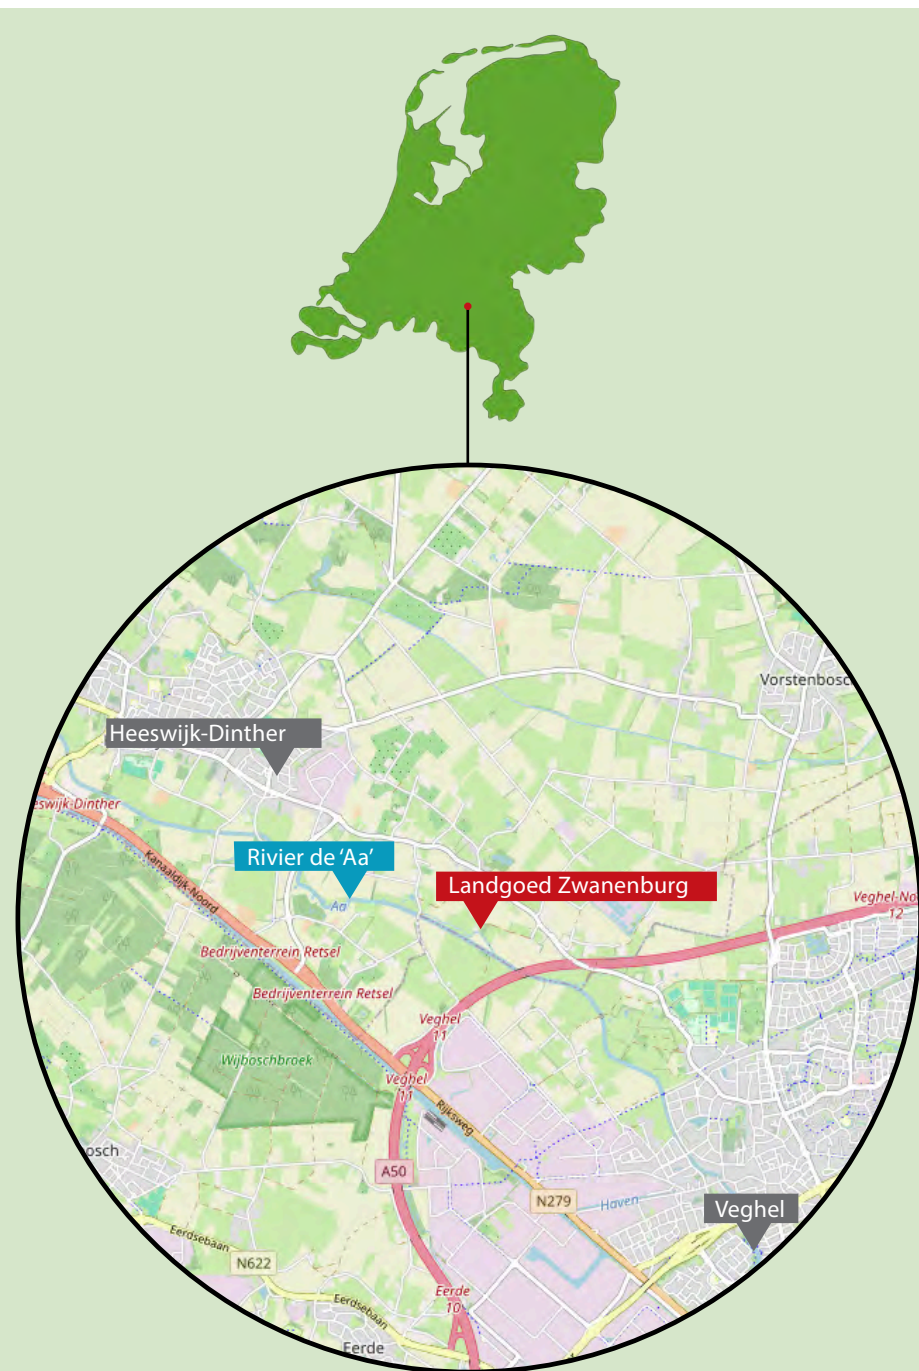 Vorstenbosch
Heeswijk-Dinther
eswijk-Dinther
Kanaaldijk-Noord
Rivier de ‘Aa’
Aa
Landgoed Zwanenburg
Veghel-No
12
Bedrijventerrein Retsel
Bedrijventerrein Retsel
Veghel
11
Wijboschbroek
Veghel
11
Rijksweg
osch
A50
N279
Haven
Veghel
Eerdsebaan
N622
Eerde
10
Eerdsebaan
Eerde